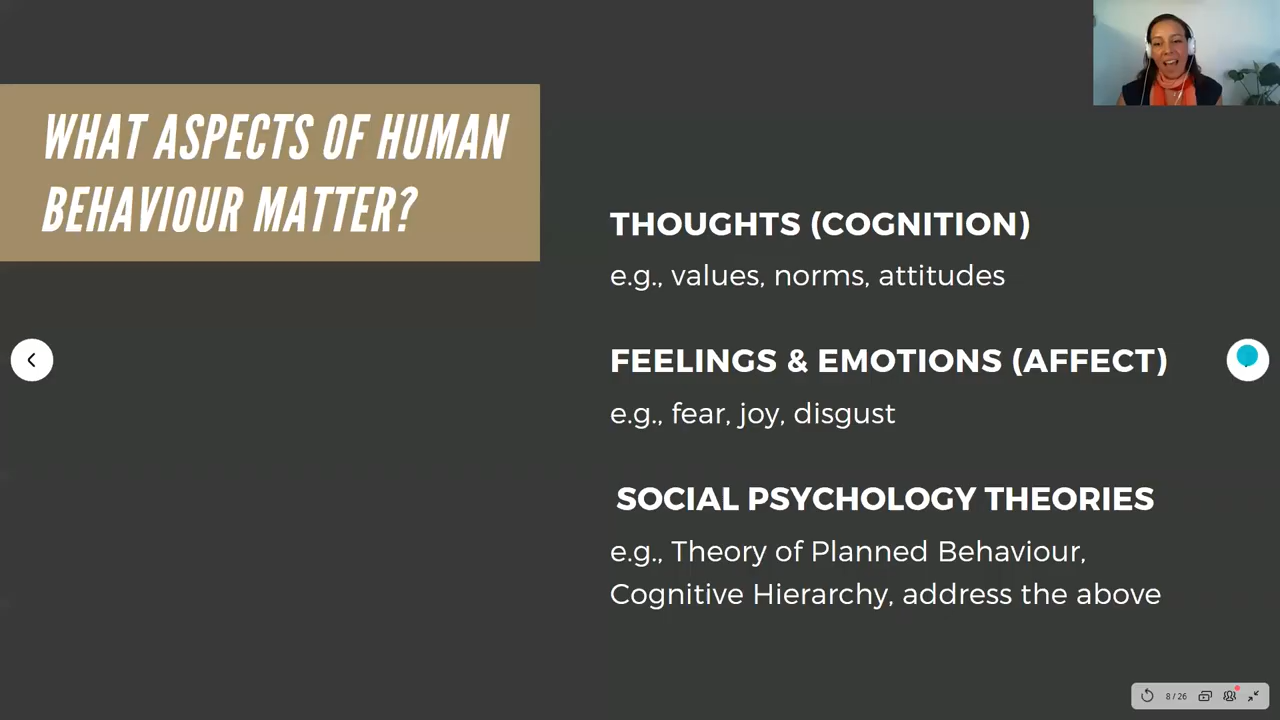 WHAT ASPECTS OF HUMAN
BEHAVIOUR MATTER?
THOUGHTS (COGNITION)
e.g., values, norms, attitudes
FEELINGS & EMOTIONS (AFFECT)
e.g., fear, joy, disgust
SOCIAL PSYCHOLOGY THEORIES
e.g., Theory of Planned Behaviour,
Cognitive Hierarchy, address the above
8 / 26